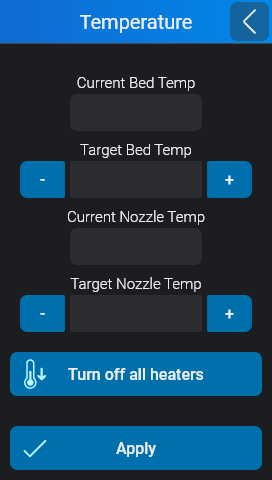 Temperature
Current Bed Temp
Target Bed Temp
- +
Current Nozzle Temp
Target Nozzle Temp
- +
Turn off all heaters
Apply